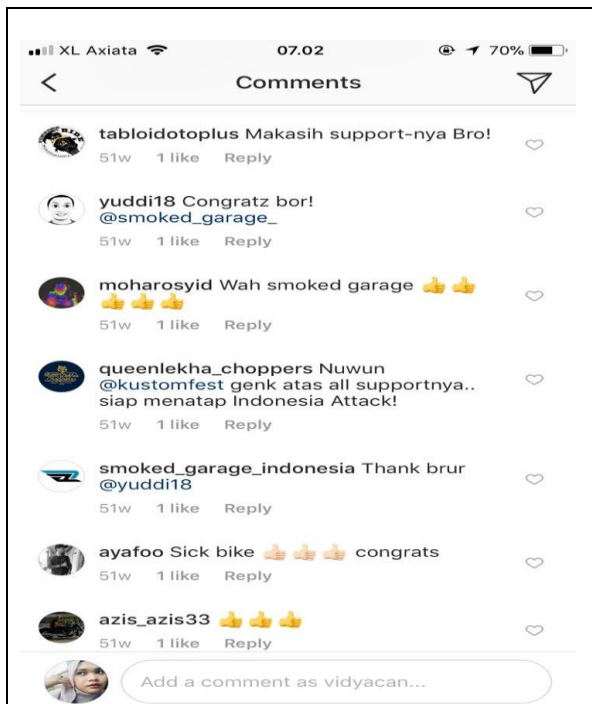 XL Axiata 07.02 70%
Comments
tabloidotoplus Makasih support-nya Bro!
51w 1 like Reply
yuddi18 Congratz bor!
@smoked_garage_
51w 1 like Reply
moharosyid Wah smoked garage 👍👍
👍👍👍
51w 1 like Reply
queenlekha_choppers Nuwun
@kustomfest genk atas all supportnya..
siap menatap Indonesia Attack!
51w 1 like Reply
smoked_garage_indonesia Thank brur
@yuddi18
51w 1 like Reply
ayafoo Sick bike 👍🏻👍🏻👍🏻 congrats
51w 1 like Reply
azis_azis33 👍👍👍
51w 1 like Reply
Add a comment as vidyacan...